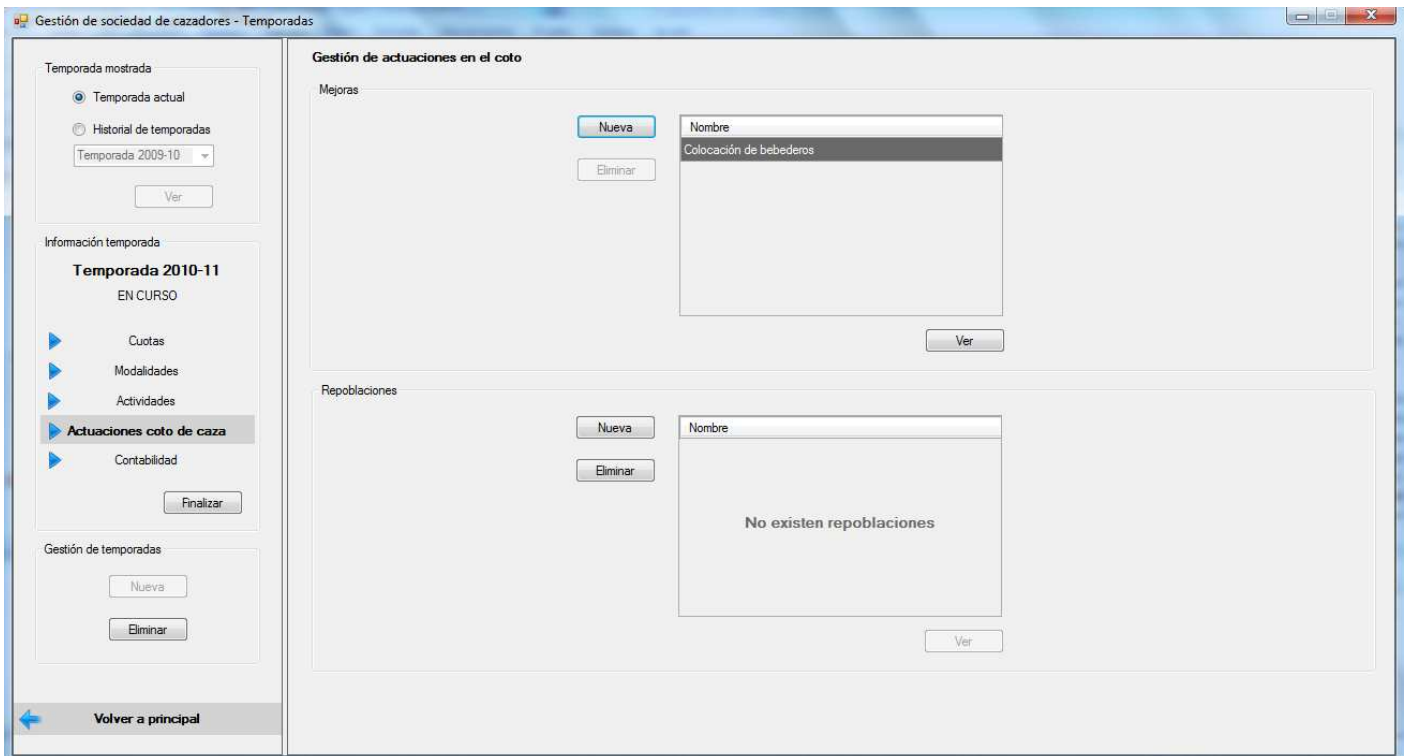 Gestión de sociedad de cazadores - Temporadas
Temporada mostrada
Temporada actual
Historial de temporadas
Temporada 2009-10
Ver
Información temporada
Temporada 2010-11
EN CURSO
Cuotas
Modalidades
Actividades
Actuaciones coto de caza
Contabilidad
Finalizar
Gestión de temporadas
Nueva
Eliminar
Volver a principal
Gestión de actuaciones en el coto
Mejoras
Nueva
Eliminar
Nombre
Colocación de bebederos
Ver
Repoblaciones
Nueva
Eliminar
Nombre
No existen repoblaciones
Ver